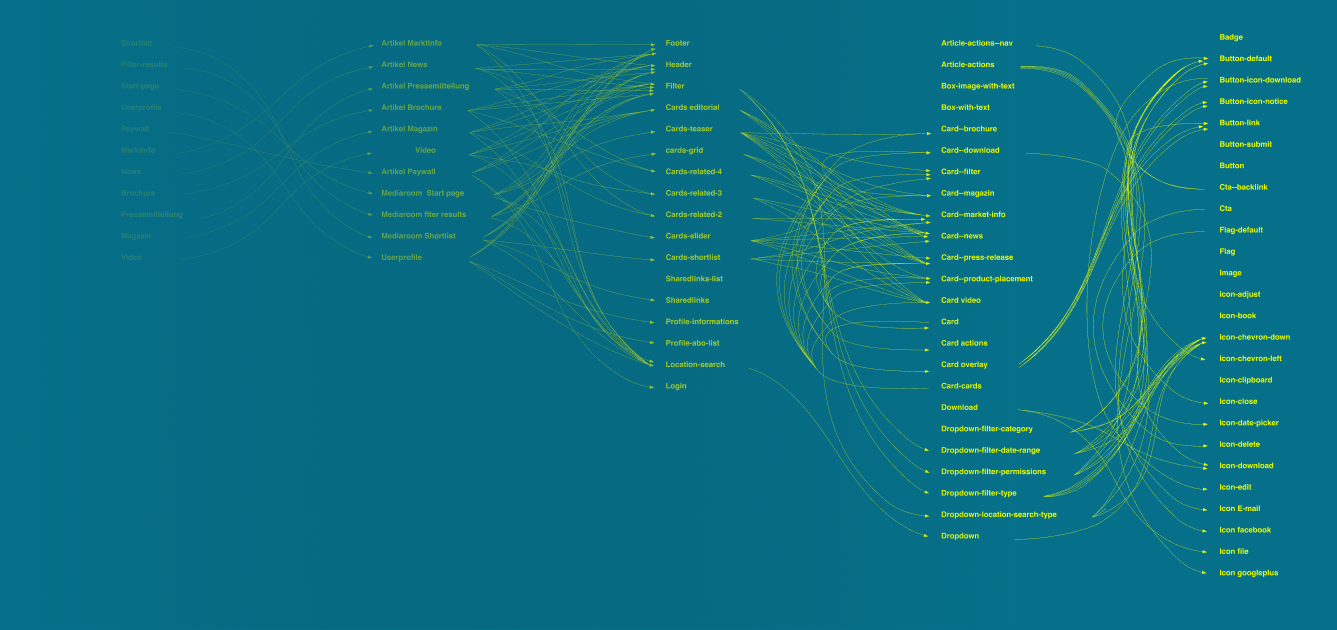 Shortlist
Filter-results
Start-page
Userprofile
Paywall
Marktinfo
News
Brochure
Pressemitteilung
Magazin
Video
Artikel Marktinfo
Artikel News
Artikel Pressemitteilung
Artikel Brochure
Artikel Magazin
Video
Artikel Paywall
Mediaroom Start page
Mediaroom fiter results
Mediaroom Shortlist
Userprofile
Footer
Header
Filter
Cards editorial
Cards-teaser
cards-grid
Cards-related-4
Cards-related-3
Cards-related-2
Cards-slider
Cards-shortlist
Sharedlinks-list
Sharedlinks
Profile-informations
Profile-abo-list
Location-search
Login
Article-actions--nav
Article-actions
Box-image-with-text
Box-with-text
Card--brochure
Card--download
Card--filter
Card--magazin
Card--market-info
Card--news
Card--press-release
Card--product-placement
Card video
Card
Card actions
Card overlay
Card-cards
Download
Dropdown-filter-category
Dropdown-filter-date-range
Dropdown-filter-permissions
Dropdown-filter-type
Dropdown-location-search-type
Dropdown
Badge
Button-default
Button-icon-download
Button-icon-notice
Button-link
Button-submit
Button
Cta--backlink
Cta
Flag-default
Flag
Image
Icon-adjust
Icon-book
Icon-chevron-down
Icon-chevron-left
Icon-clipboard
Icon-close
Icon-date-picker
Icon-delete
Icon-download
Icon-edit
Icon E-mail
Icon facebook
Icon file
Icon googleplus